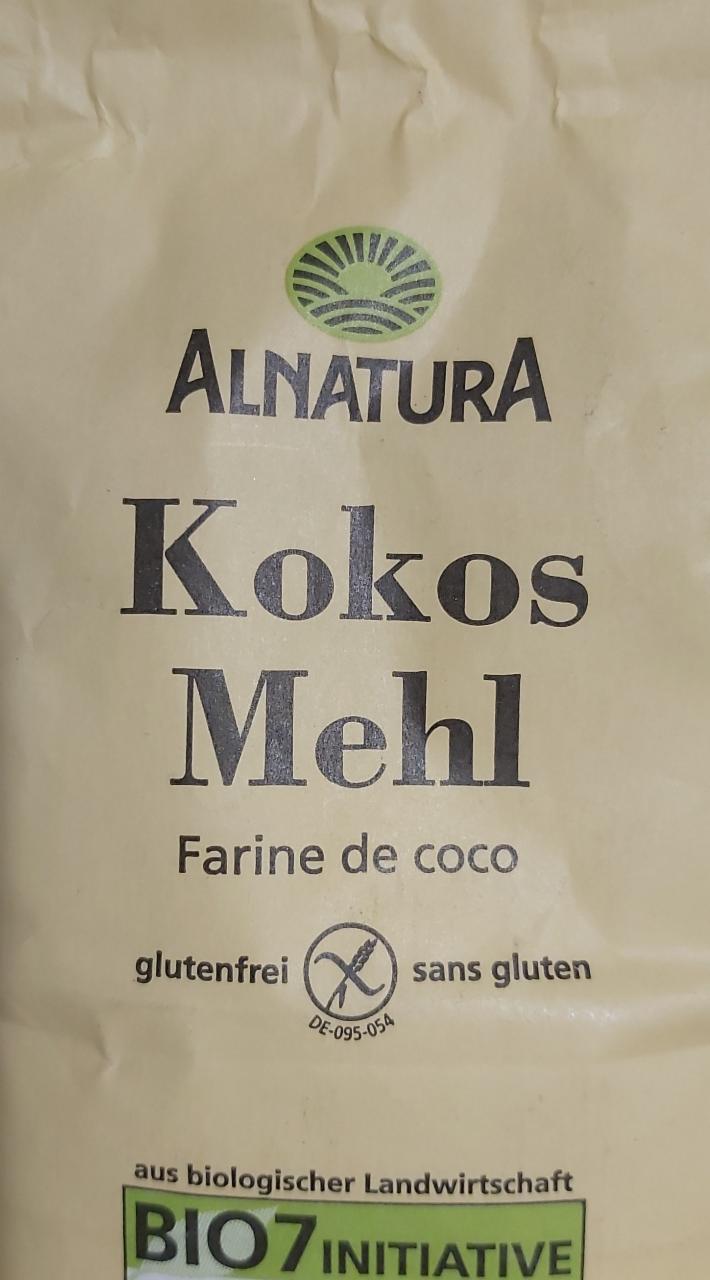 ALNATURA
Kokos
Mehl
Farine de coco
glutenfrei sans gluten
DE-095-054
aus biologischer Landwirtschaft
BIO7INITIATIVE